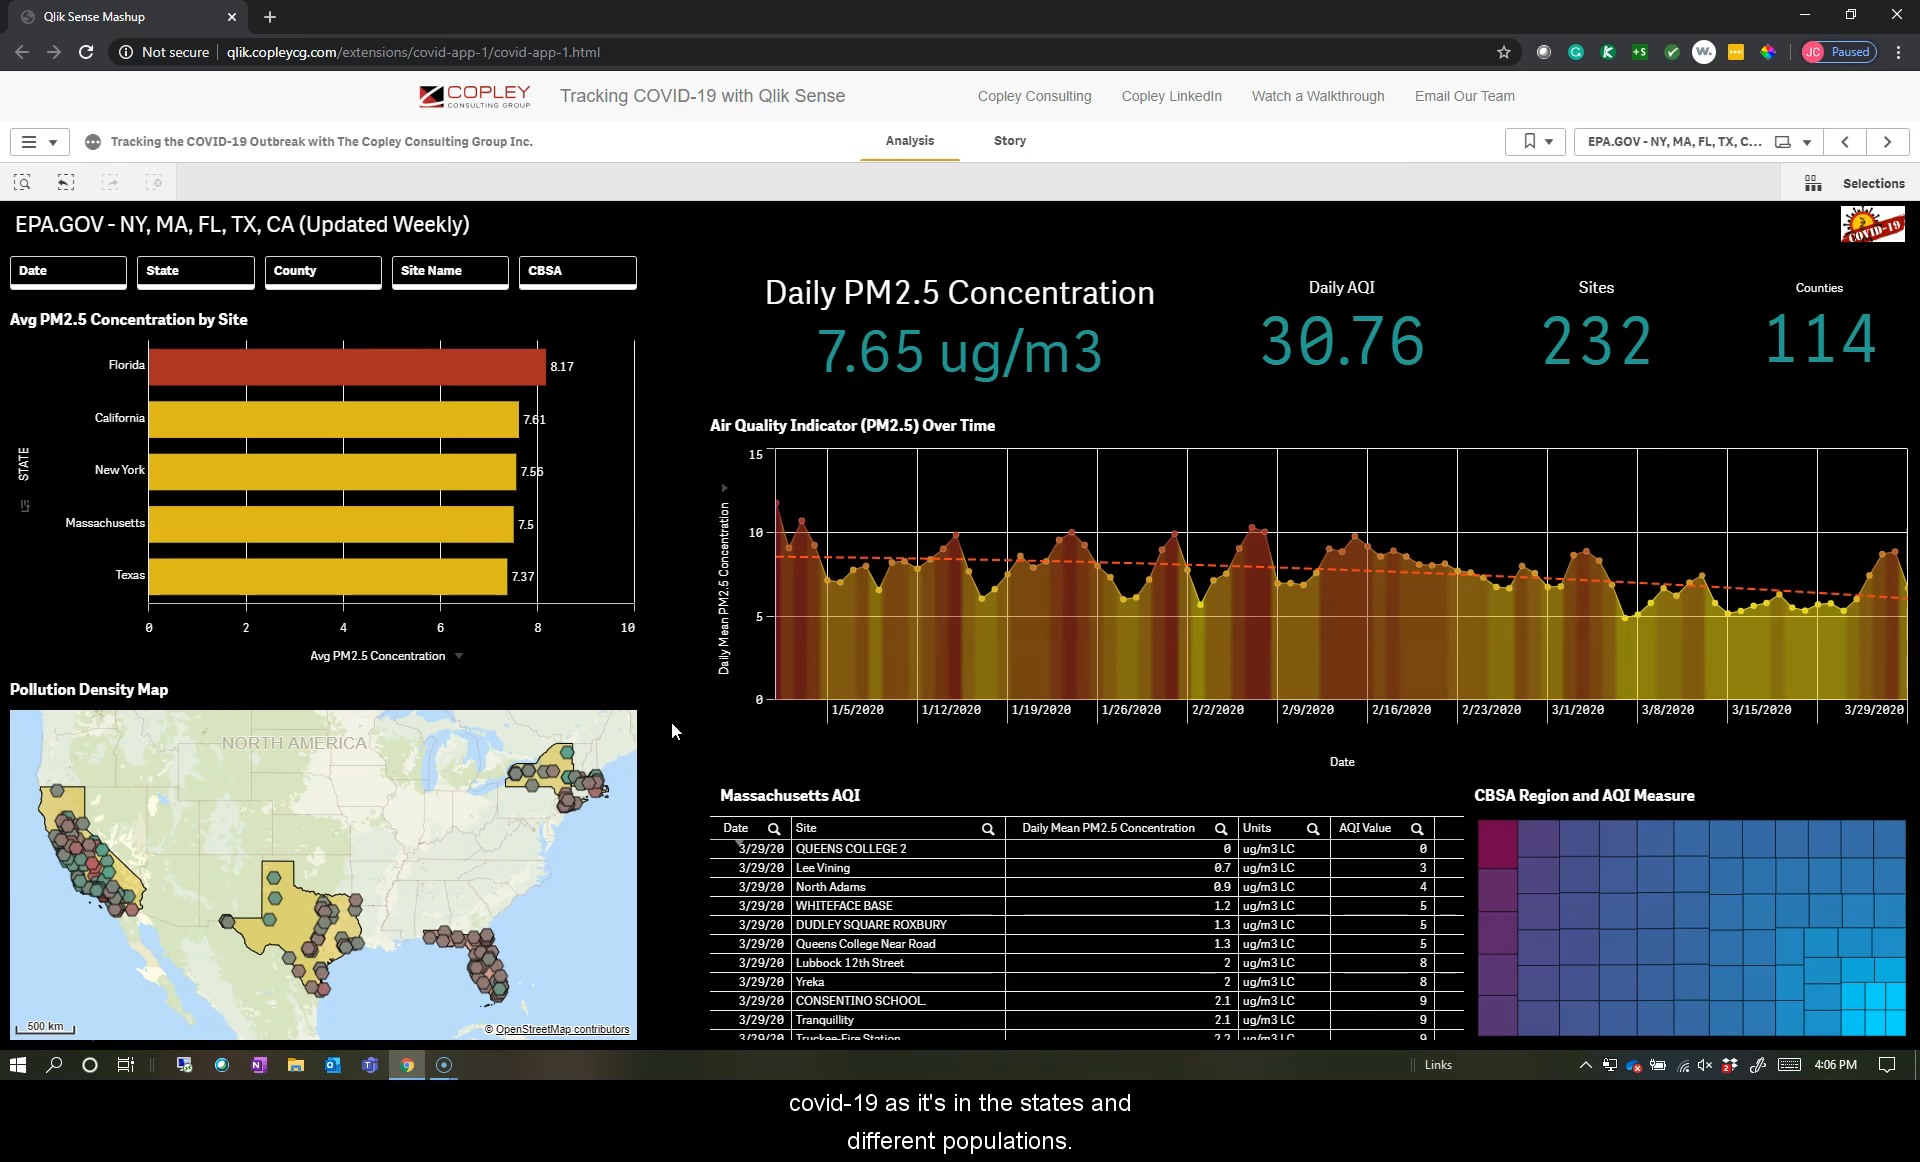 Qlik Sense Mashup
Not secure
qlik.copleycg.com/extensions/covid-app-1/covid-app-1.html
JC Paused
COPLEY
CONSULTING GROUP
Tracking COVID-19 with Qlik Sense
Copley Consulting
Copley LinkedIn
Watch a Walkthrough
Email Our Team
Tracking the COVID-19 Outbreak with The Copley Consulting Group Inc.
Analysis
Story
EPA.GOV - NY, MA, FL, TX, C...
Selections
EPA.GOV - NY, MA, FL, TX, CA (Updated Weekly)
COVID-19
Date
State
County
Site Name
CBSA
Daily PM2.5 Concentration
7.65 ug/m3
Daily AQI
30.76
Sites
232
Counties
114
Avg PM2.5 Concentration by Site
STATE
Florida 8.17
California 7.61
New York 7.56
Massachusetts 7.5
Texas 7.37
0 2 4 6 8 10
Avg PM2.5 Concentration
Air Quality Indicator (PM2.5) Over Time
Daily Mean PM2.5 Concentration
15
10
5
0
1/5/2020 1/12/2020 1/19/2020 1/26/2020 2/2/2020 2/9/2020 2/16/2020 2/23/2020 3/1/2020 3/8/2020 3/15/2020 3/29/2020
Date
Pollution Density Map
NORTH AMERICA
500 km
© OpenStreetMap contributors
Massachusetts AQI
Date Site Daily Mean PM2.5 Concentration Units AQI Value
3/29/20 QUEENS COLLEGE 2 0 ug/m3 LC 0
3/29/20 Lee Vining 0.7 ug/m3 LC 3
3/29/20 North Adams 0.9 ug/m3 LC 4
3/29/20 WHITEFACE BASE 1.2 ug/m3 LC 5
3/29/20 DUDLEY SQUARE ROXBURY 1.3 ug/m3 LC 5
3/29/20 Queens College Near Road 1.3 ug/m3 LC 5
3/29/20 Lubbock 12th Street 2 ug/m3 LC 8
3/29/20 Yreka 2 ug/m3 LC 8
3/29/20 CONSENTINO SCHOOL. 2.1 ug/m3 LC 9
3/29/20 Tranquillity 2.1 ug/m3 LC 9
3/29/20 Truckee-Fire Station 2.2 ug/m3 LC 9
CBSA Region and AQI Measure
Links
4:06 PM
covid-19 as it's in the states and
different populations.